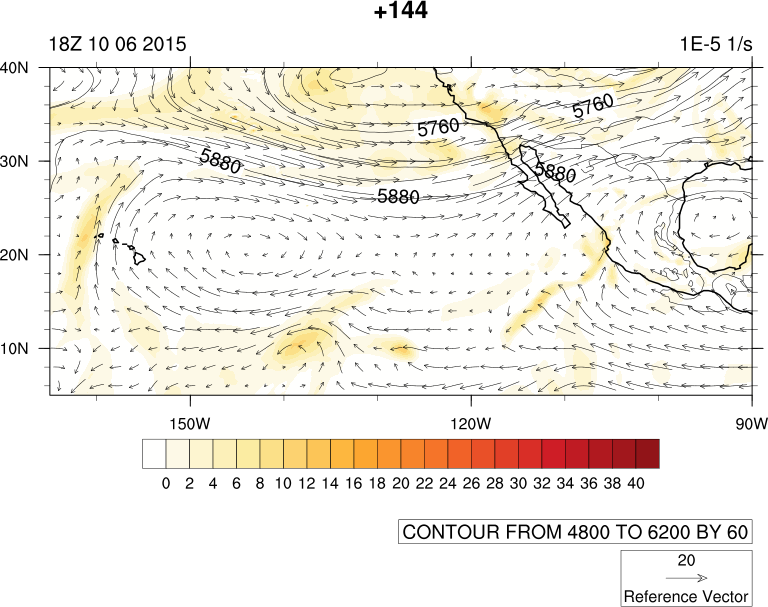 +144
18Z 10 06 2015 1E-5 1/s
40N
5760
5760
30N
5880
5880
5880
20N
10N
150W 120W 90W
0 2 4 6 8 10 12 14 16 18 20 22 24 26 28 30 32 34 36 38 40
CONTOUR FROM 4800 TO 6200 BY 60
20
Reference Vector